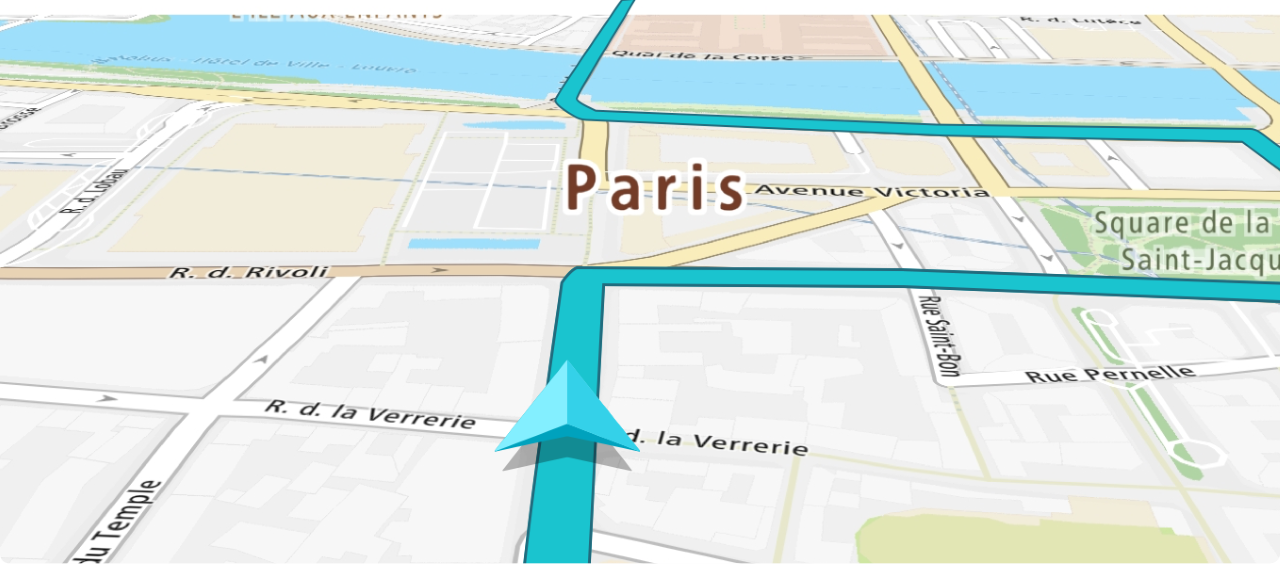 L'ILE AUX ENFANTS
R. d. Lutèce
Quai de la Corse
Hôtel de Ville - Louvre
R. d. Lobau
Paris
Avenue Victoria
Square de la
Saint-Jacqu
R. d. Rivoli
Rue Saint-Bon
Rue Pernelle
R. d. la Verrerie
d. la Verrerie
du Temple